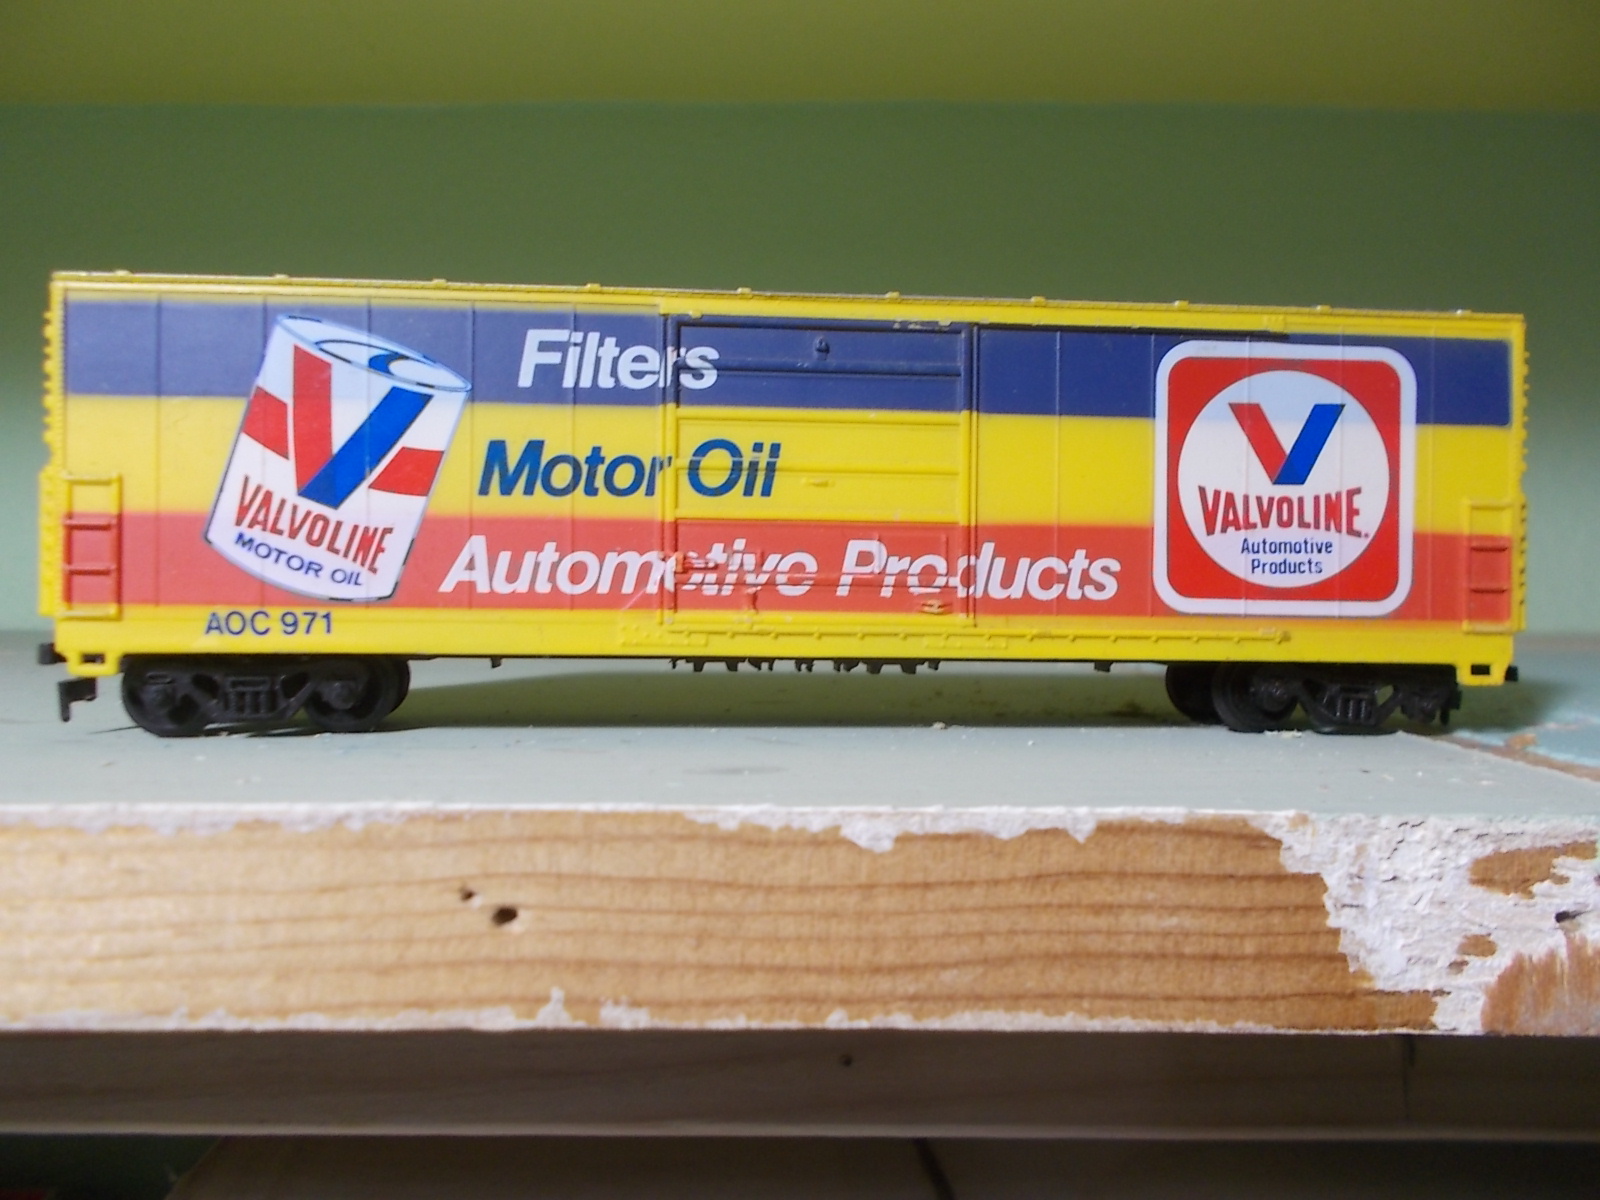 Filters
Motor Oil
Automotive Products
VALVOLINE
MOTOR OIL
AOC 971
VALVOLINE.
Automotive
Products